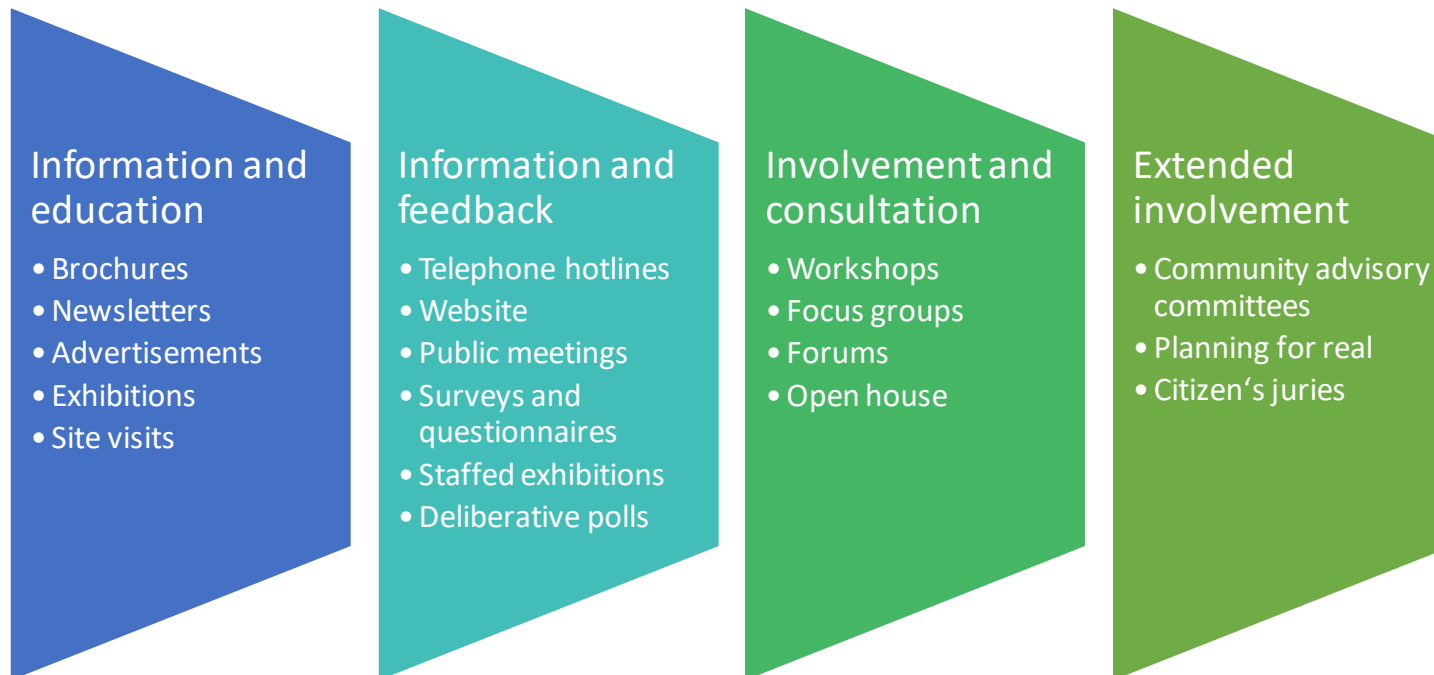 Information and
education
• Brochures
• Newsletters
• Advertisements
• Exhibitions
• Site visits
Information and
feedback
• Telephone hotlines
• Website
• Public meetings
• Surveys and
questionnaires
• Staffed exhibitions
• Deliberative polls
Involvement and
consultation
• Workshops
• Focus groups
• Forums
• Open house
Extended
involvement
• Community advisory
committees
• Planning for real
• Citizen‘s juries